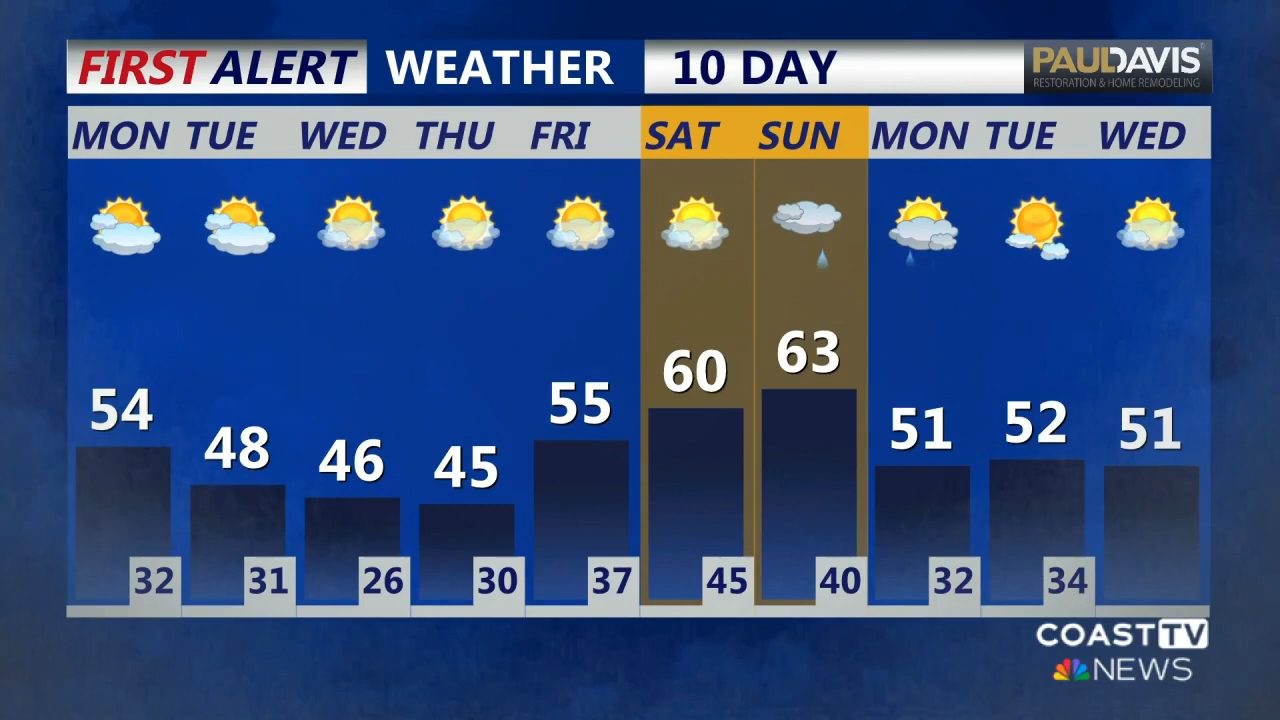 FIRST ALERT WEATHER 10 DAY
PAULDAVIS
RESTORATION & HOME REMODELING
MON TUE WED THU FRI SAT SUN MON TUE WED
54 48 46 45 55 60 63 51 52 51
32 31 26 30 37 45 40 32 34
COAST TV
NEWS